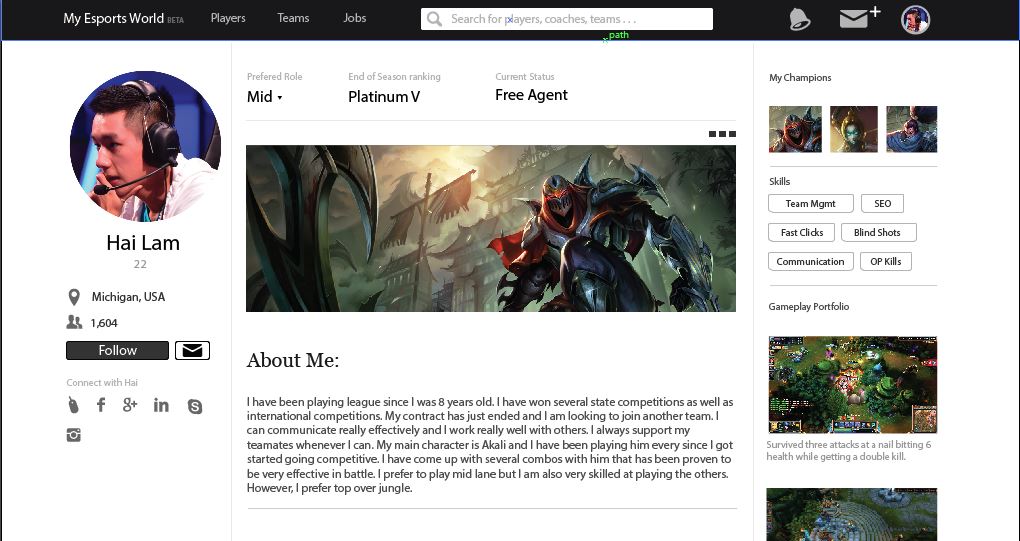 My Esports World BETA
Players
Teams
Jobs
Search for players, coaches, teams . . .
path
Hai Lam
22
Michigan, USA
1,604
Follow
Connect with Hai
Prefered Role
Mid
End of Season ranking
Platinum V
Current Status
Free Agent
About Me:
I have been playing league since I was 8 years old. I have won several state competitions as well as
international competitions. My contract has just ended and I am looking to join another team. I
can communicate really effectively and I work really well with others. I always support my
teamates whenever I can. My main character is Akali and I have been playing him every since I got
started going competitive. I have come up with several combos with him that has been proven to
be very effective in battle. I prefer to play mid lane but I am also very skilled at playing the others.
However, I prefer top over jungle.
My Champions
Skills
Team Mgmt
SEO
Fast Clicks
Blind Shots
Communication
OP Kills
Gameplay Portfolio
Survived three attacks at a nail bitting 6
health while getting a double kill.